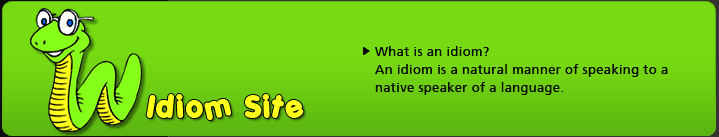 Idiom Site
What is an idiom?
An idiom is a natural manner of speaking to a
native speaker of a language.